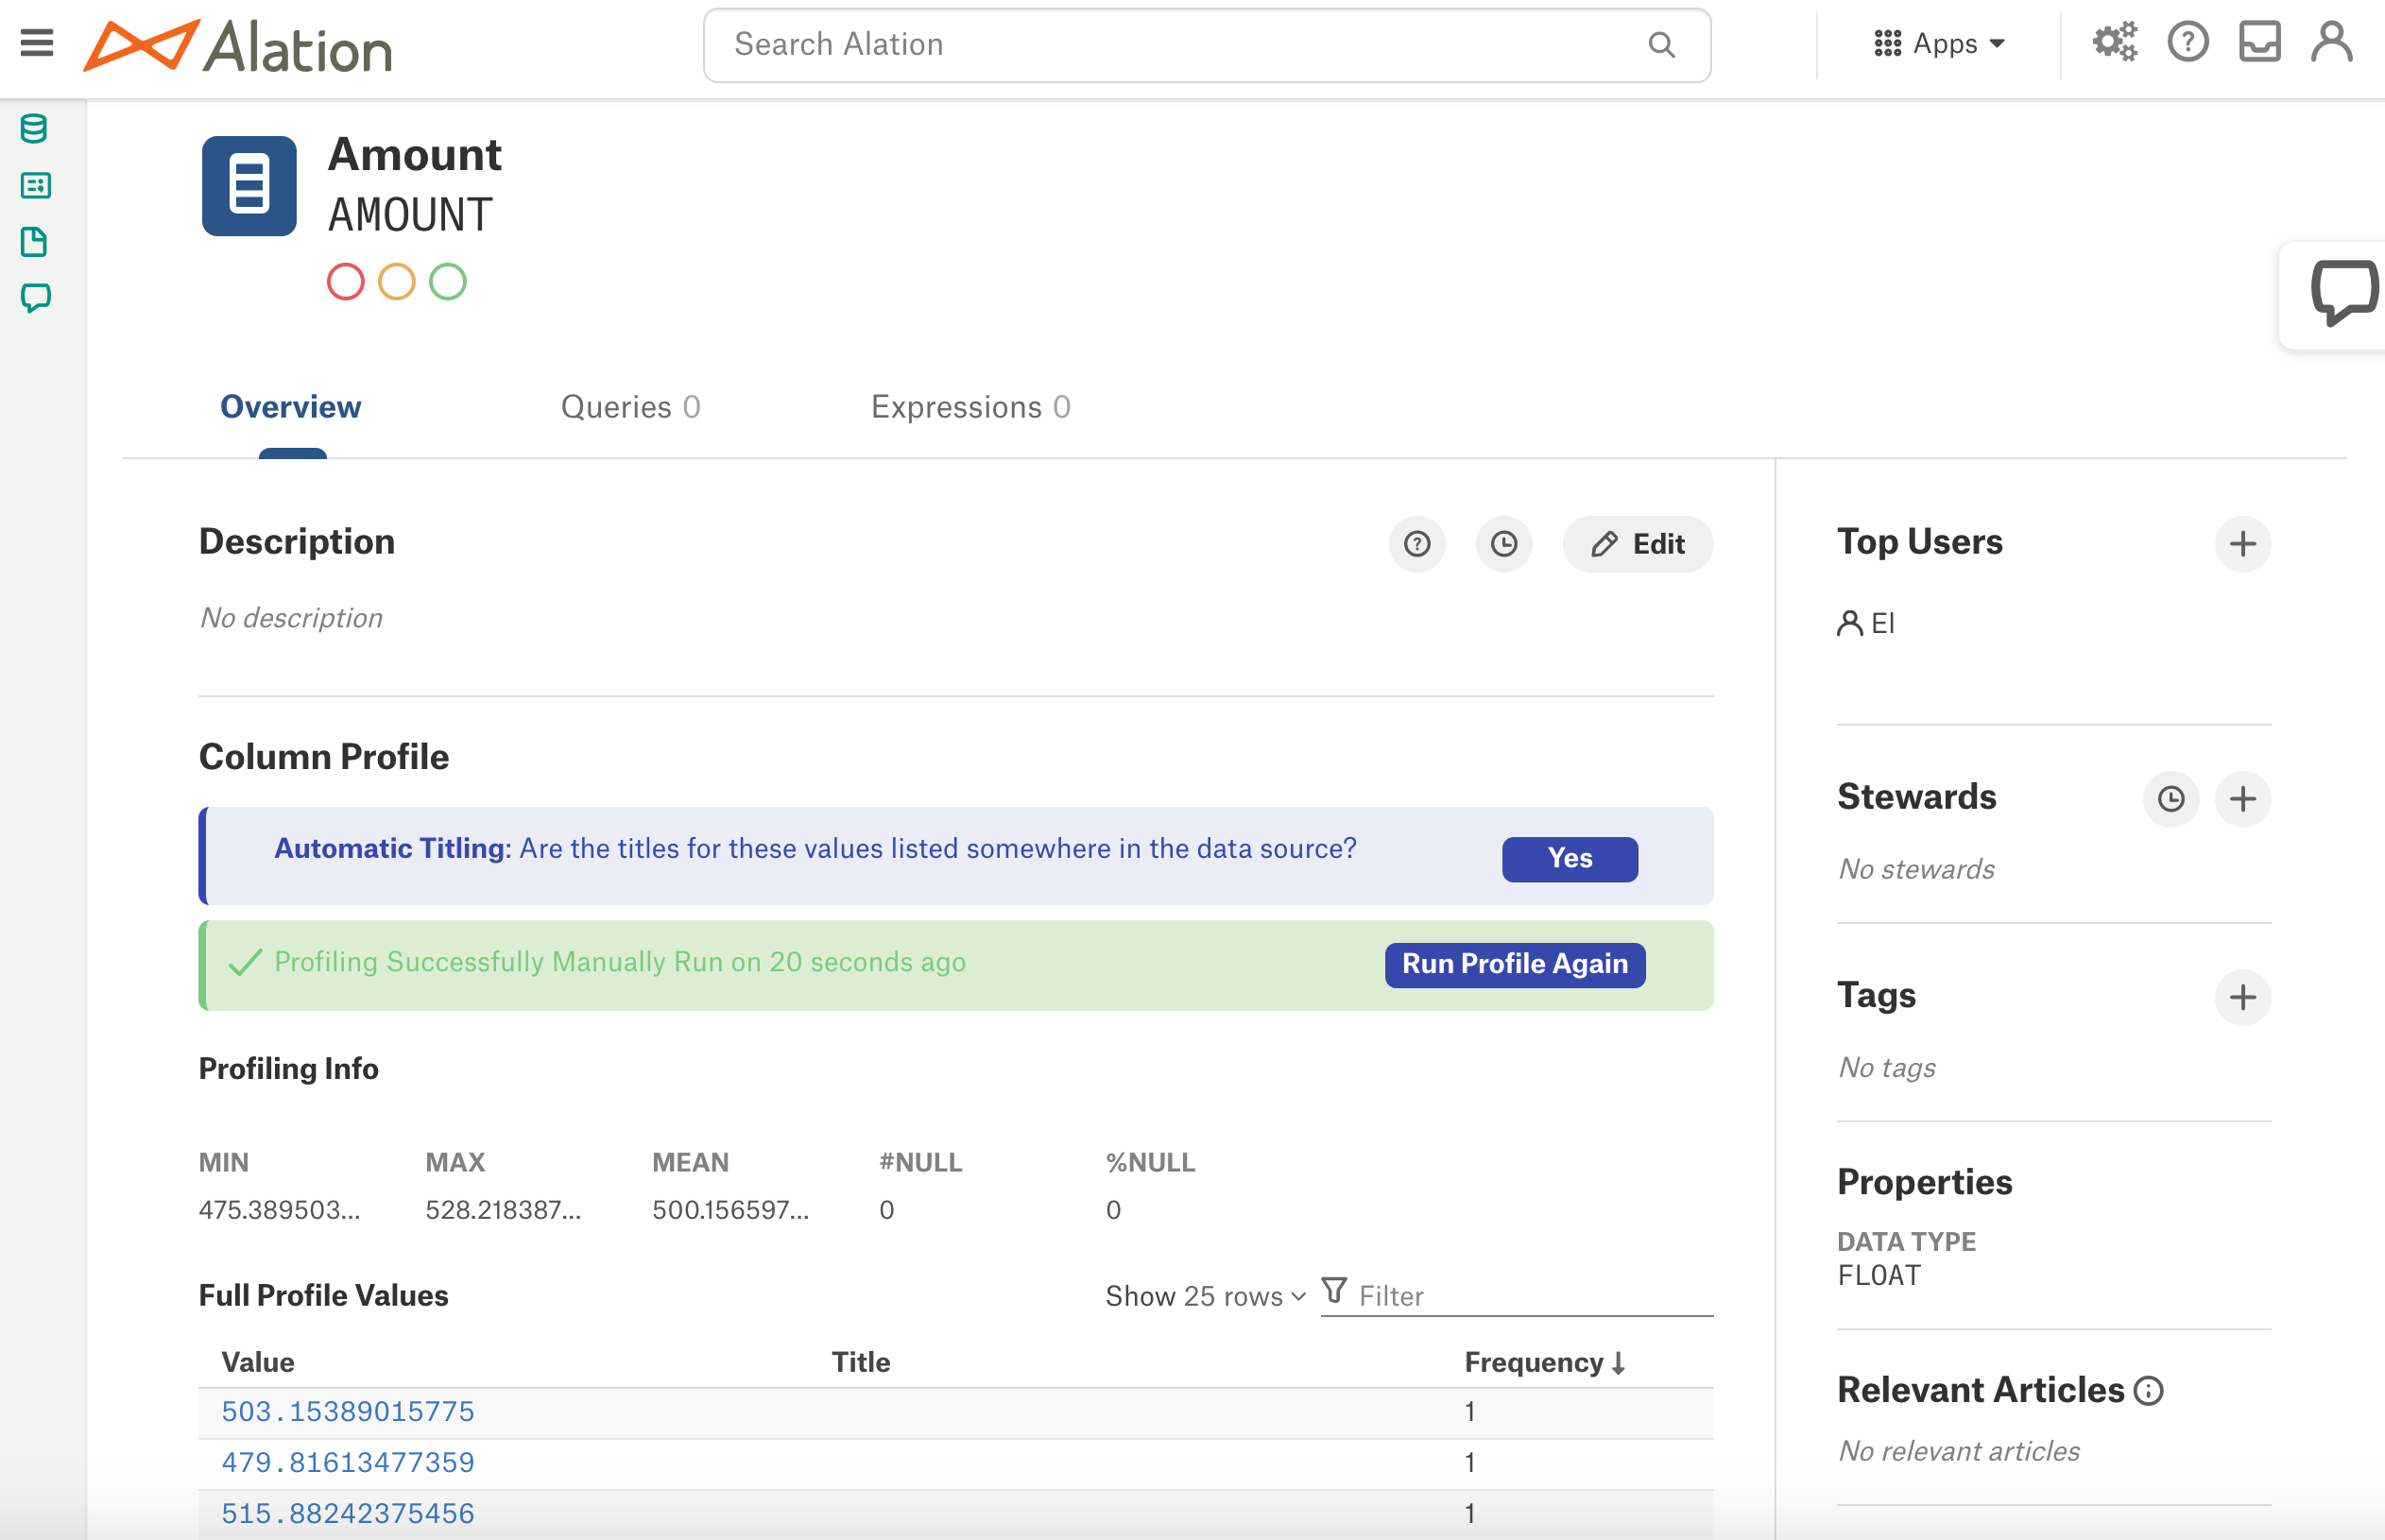 Alation
Search Alation
Apps
Amount
AMOUNT
Overview
Queries 0
Expressions 0
Description
Edit
No description
Column Profile
Automatic Titling: Are the titles for these values listed somewhere in the data source?
Yes
Profiling Successfully Manually Run on 20 seconds ago
Run Profile Again
Profiling Info
MIN MAX MEAN #NULL %NULL
475.389503... 528.218387... 500.156597... 0 0
Full Profile Values
Show 25 rows
Filter
Value Title Frequency
503.15389015775 1
479.81613477359 1
515.88242375456 1
Top Users
El
Stewards
No stewards
Tags
No tags
Properties
DATA TYPE
FLOAT
Relevant Articles
No relevant articles